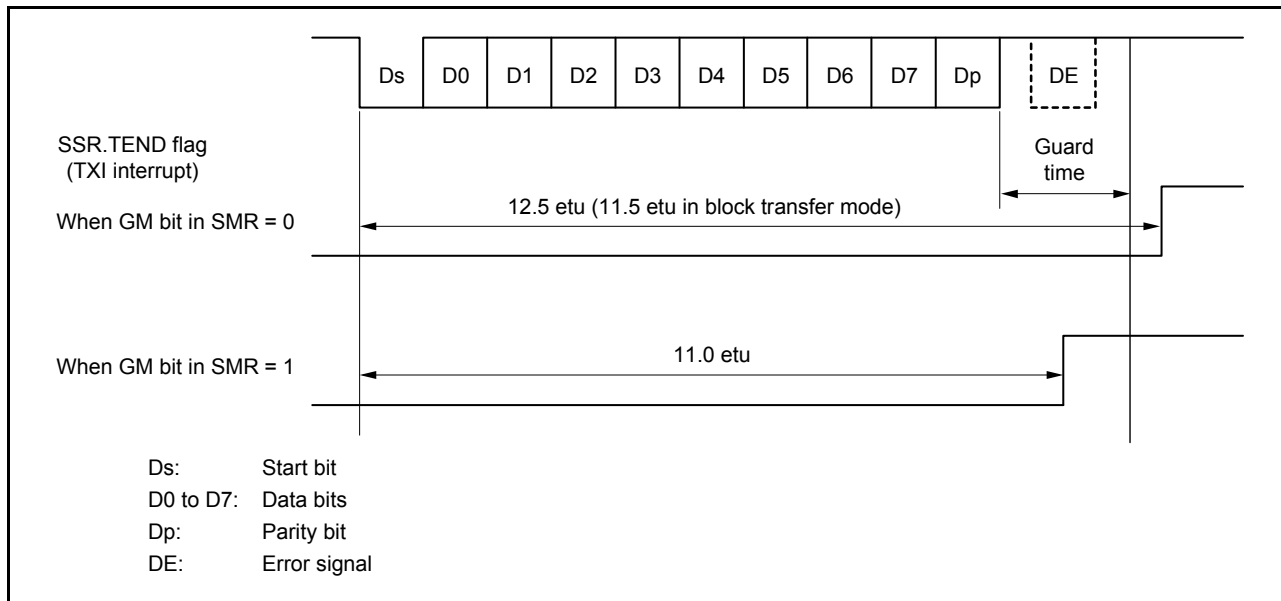 Ds D0 D1 D2 D3 D4 D5 D6 D7 Dp DE
SSR.TEND flag
(TXI interrupt)
Guard
time
When GM bit in SMR = 0
12.5 etu (11.5 etu in block transfer mode)
When GM bit in SMR = 1
11.0 etu
Ds: Start bit
D0 to D7: Data bits
Dp: Parity bit
DE: Error signal